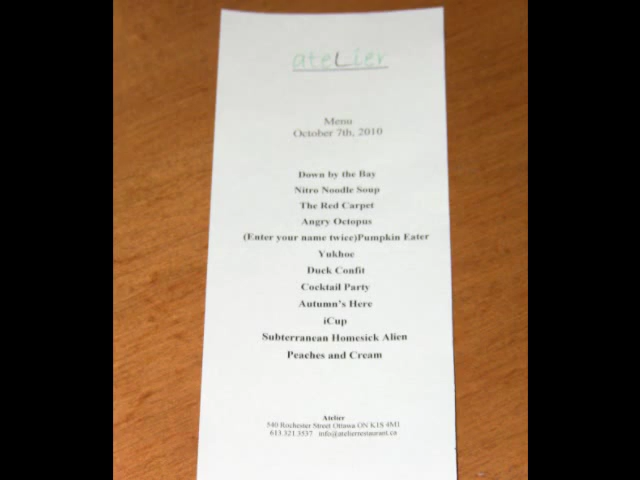 ateLier
Menu
October 7th, 2010
Down by the Bay
Nitro Noodle Soup
The Red Carpet
Angry Octopus
(Enter your name twice)Pumpkin Eater
Yukhoe
Duck Confit
Cocktail Party
Autumn's Here
iCup
Subterranean Homesick Alien
Peaches and Cream
Atelier
540 Rochester Street Ottawa ON K1S 4M1
613.321.3537 info@atelierrestaurant.ca